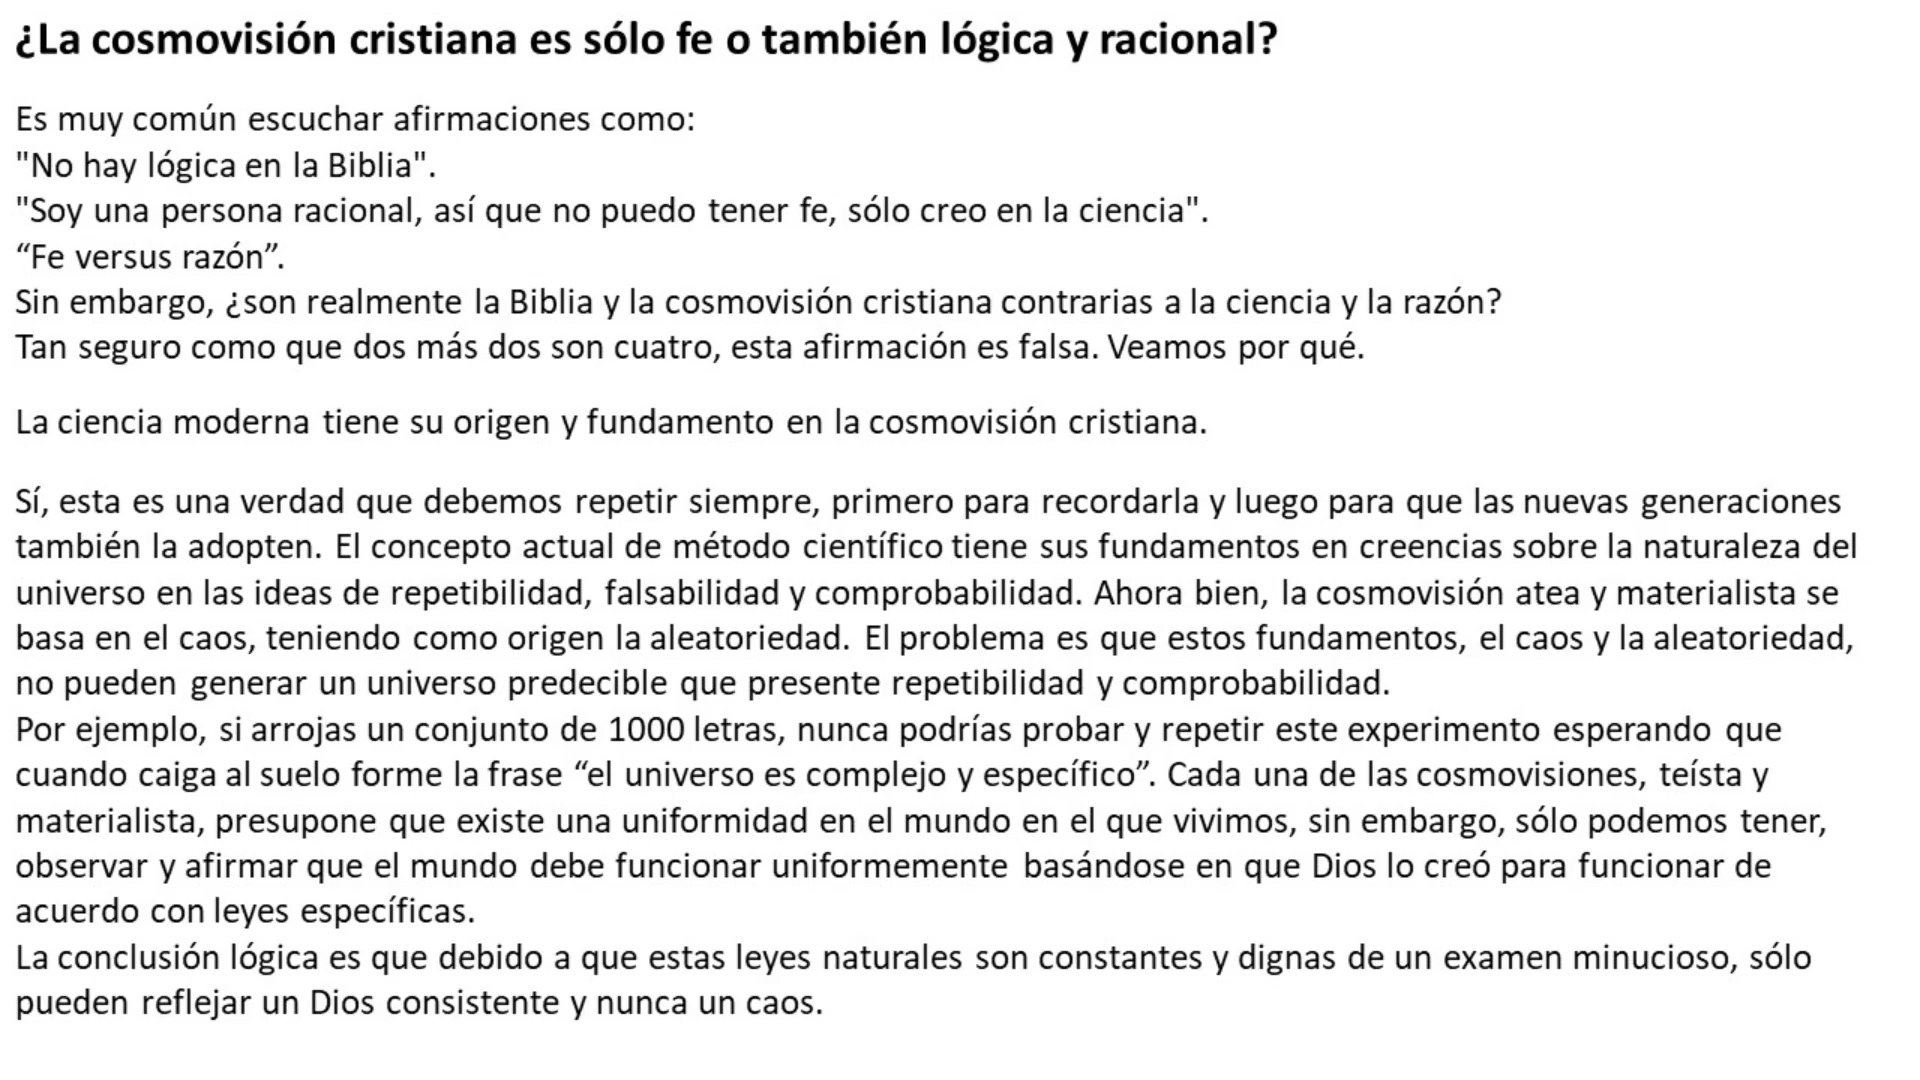 ¿La cosmovisión cristiana es sólo fe o también lógica y racional?
Es muy común escuchar afirmaciones como:
"No hay lógica en la Biblia".
"Soy una persona racional, así que no puedo tener fe, sólo creo en la ciencia".
“Fe versus razón”.
Sin embargo, ¿son realmente la Biblia y la cosmovisión cristiana contrarias a la ciencia y la razón?
Tan seguro como que dos más dos son cuatro, esta afirmación es falsa. Veamos por qué.
La ciencia moderna tiene su origen y fundamento en la cosmovisión cristiana.
Sí, esta es una verdad que debemos repetir siempre, primero para recordarla y luego para que las nuevas generaciones
también la adopten. El concepto actual de método científico tiene sus fundamentos en creencias sobre la naturaleza del
universo en las ideas de repetibilidad, falsabilidad y comprobabilidad. Ahora bien, la cosmovisión atea y materialista se
basa en el caos, teniendo como origen la aleatoriedad. El problema es que estos fundamentos, el caos y la aleatoriedad,
no pueden generar un universo predecible que presente repetibilidad y comprobabilidad.
Por ejemplo, si arrojas un conjunto de 1000 letras, nunca podrías probar y repetir este experimento esperando que
cuando caiga al suelo forme la frase “el universo es complejo y específico”. Cada una de las cosmovisiones, teísta y
materialista, presupone que existe una uniformidad en el mundo en el que vivimos, sin embargo, sólo podemos tener,
observar y afirmar que el mundo debe funcionar uniformemente basándose en que Dios lo creó para funcionar de
acuerdo con leyes específicas.
La conclusión lógica es que debido a que estas leyes naturales son constantes y dignas de un examen minucioso, sólo
pueden reflejar un Dios consistente y nunca un caos.